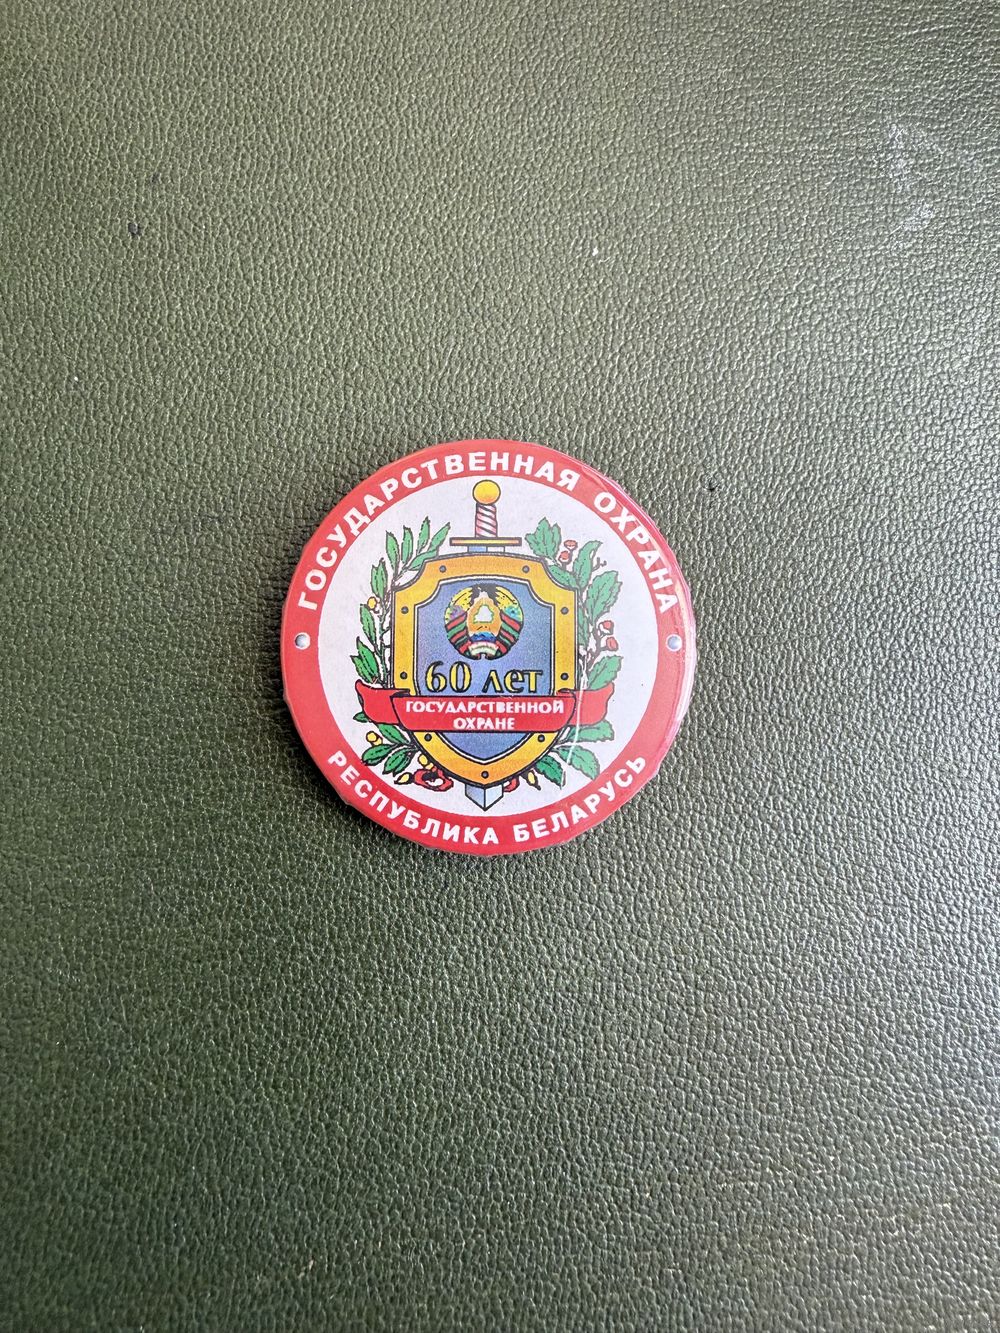 ГОСУДАРСТВЕННАЯ ОХРАНА
60 лет
ГОСУДАРСТВЕННОЙ
ОХРАНЕ
РЕСПУБЛИКА БЕЛАРУСЬ